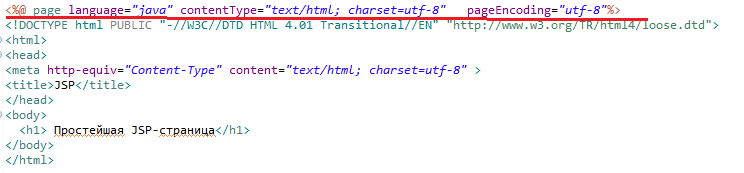 <%@ page language="java" contentType="text/html; charset=utf-8"   pageEncoding="utf-8"%>
<!DOCTYPE html PUBLIC "-//W3C//DTD HTML 4.01 Transitional//EN" "http://www.w3.org/TR/html4/loose.dtd">
<html>
<head>
<meta http-equiv="Content-Type" content="text/html; charset=utf-8" >
<title>JSP</title>
</head>
<body>
  <h1> Простейшая JSP-страница</h1>
</body>
</html>